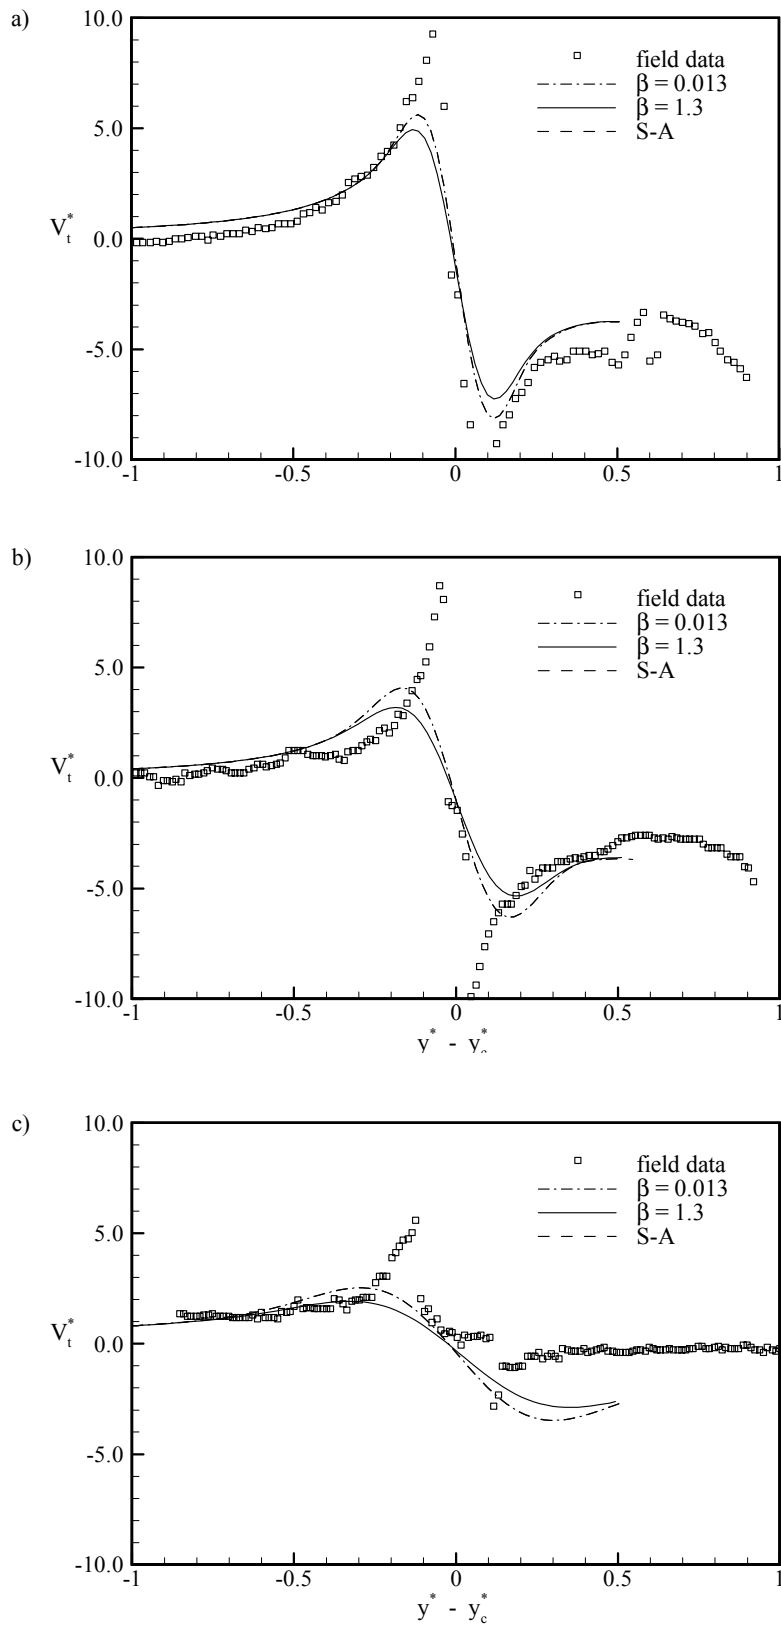 a)
10.0
field data
β = 0.013
β = 1.3
S-A
5.0
V*t
0.0
-5.0
-10.0
-1
-0.5
0
0.5
1
b)
10.0
field data
β = 0.013
β = 1.3
S-A
5.0
V*t
0.0
-5.0
-10.0
-1
-0.5
0
0.5
1
y* - y*c
c)
10.0
field data
β = 0.013
β = 1.3
S-A
5.0
V*t
0.0
-5.0
-10.0
-1
-0.5
0
0.5
1
y* - y*c